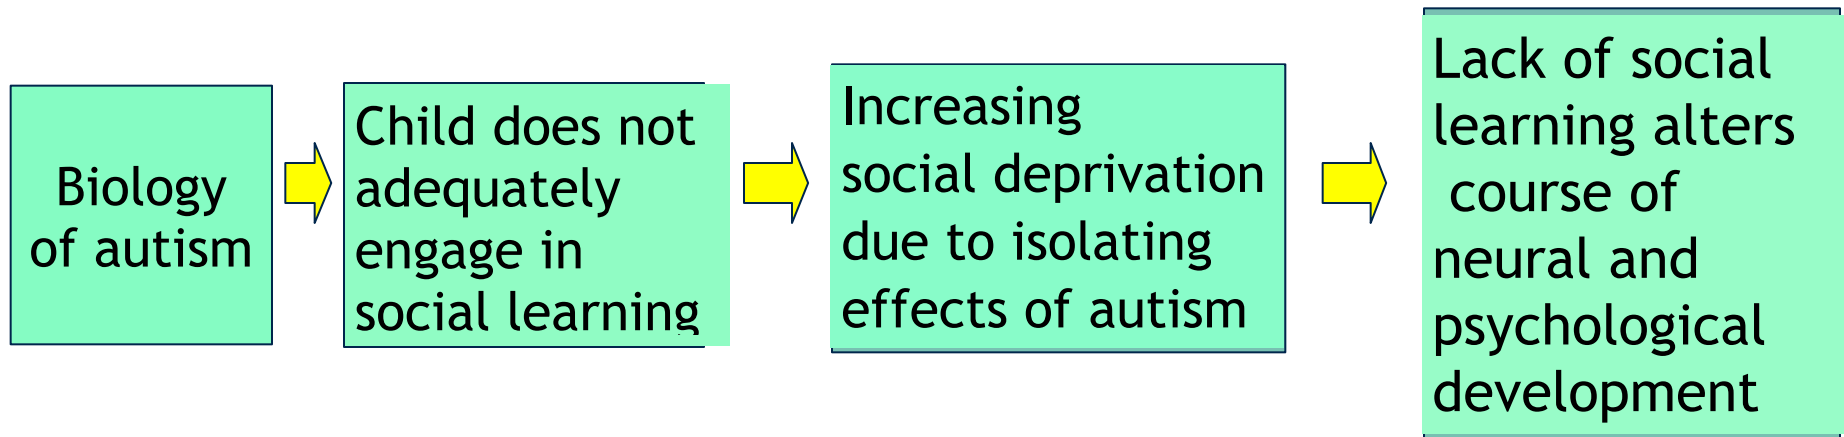 Biology
of autism
Child does not
adequately
engage in
social learning
Increasing
social deprivation
due to isolating
effects of autism
Lack of social
learning alters
course of
neural and
psychological
development